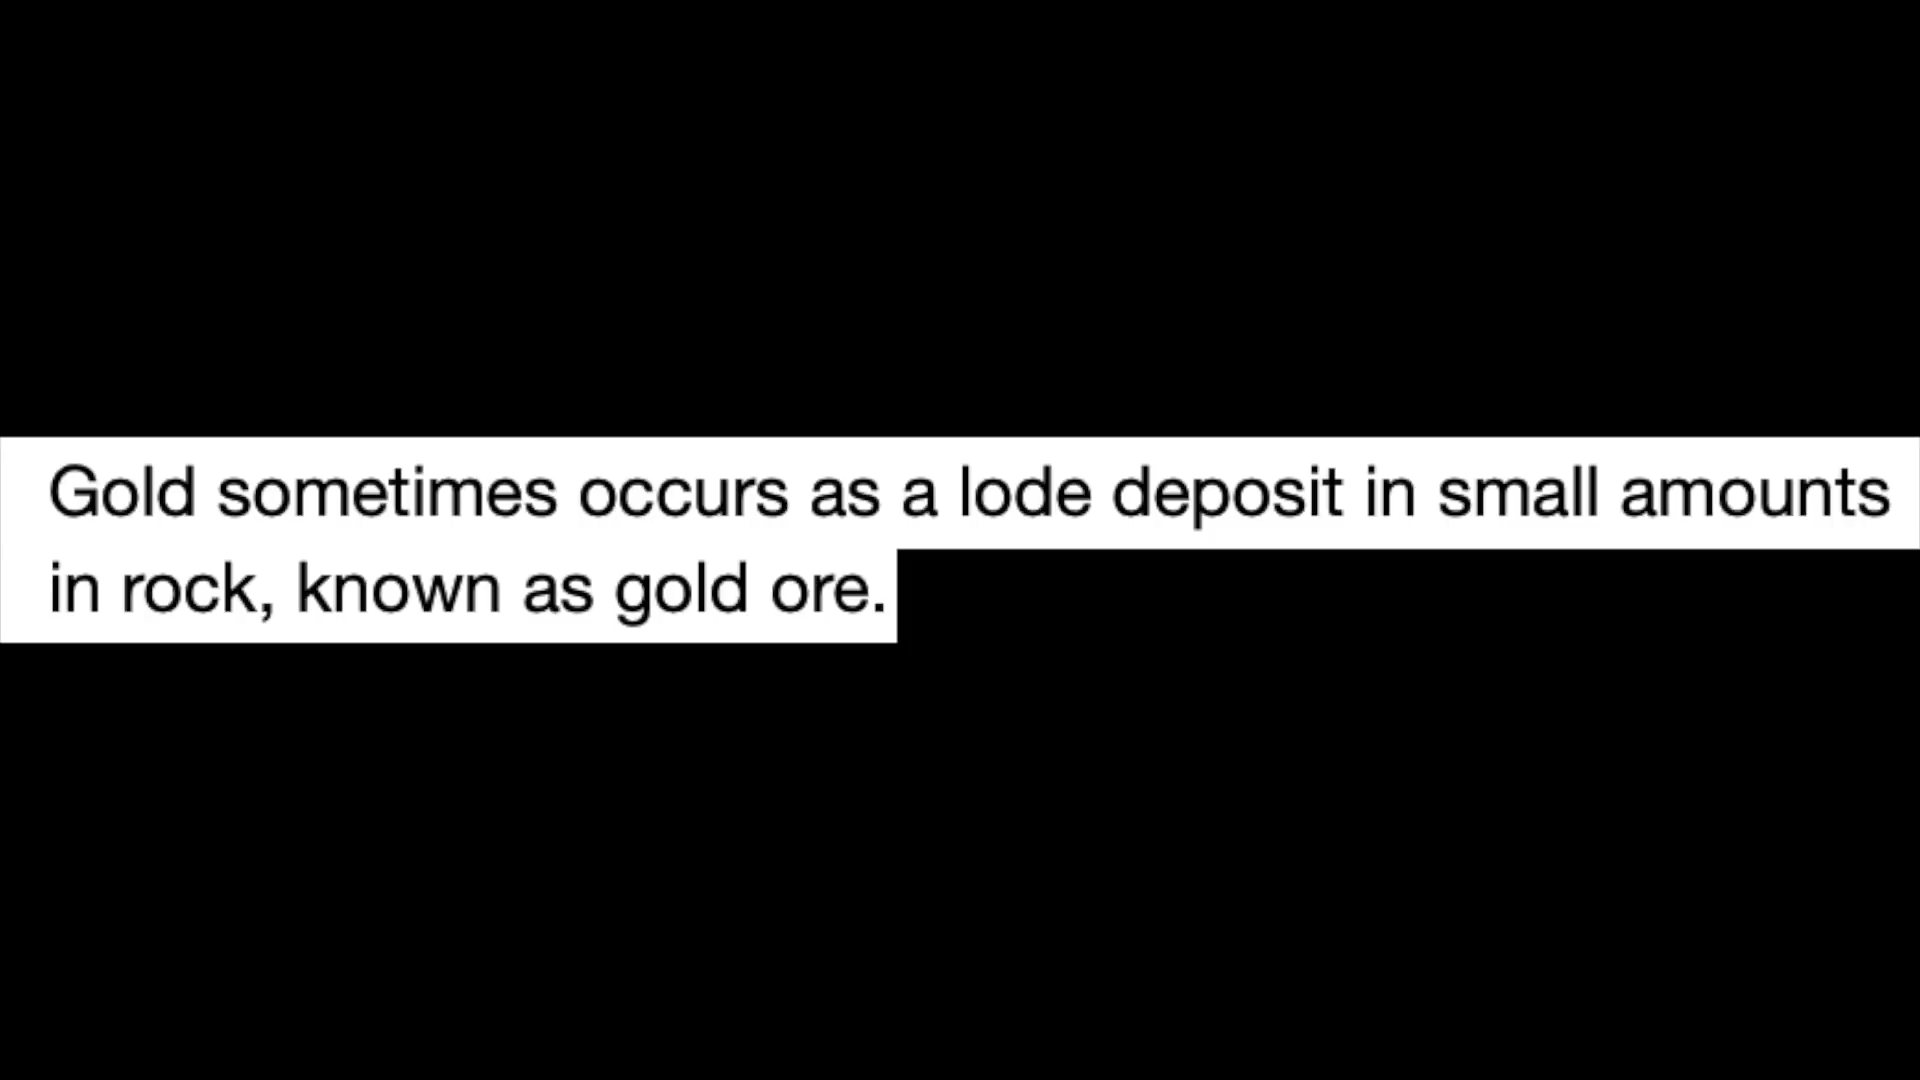 Gold sometimes occurs as a lode deposit in small amounts
in rock, known as gold ore.